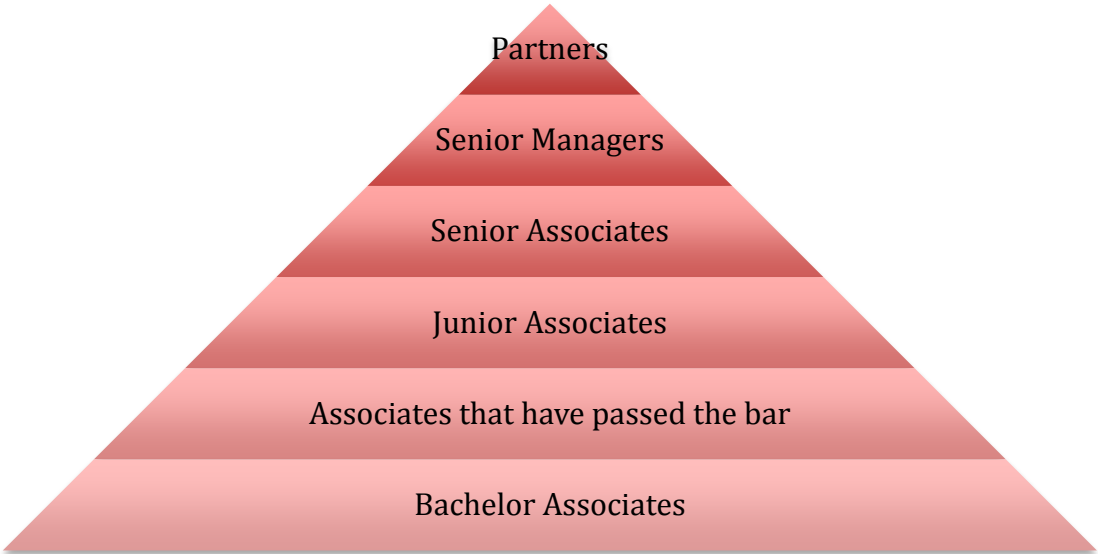 Partners
Senior Managers
Senior Associates
Junior Associates
Associates that have passed the bar
Bachelor Associates